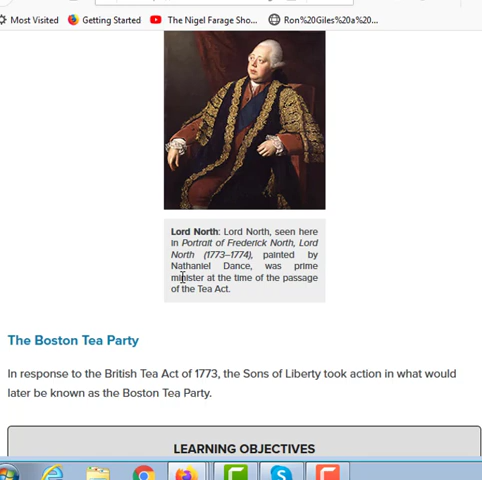 Most Visited Getting Started The Nigel Farage Sho... Ron%20Giles%20a%20...
Lord North: Lord North, seen here
in Portrait of Frederick North, Lord
North (1773–1774), painted by
Nathaniel Dance, was prime
minister at the time of the passage
of the Tea Act.
The Boston Tea Party
In response to the British Tea Act of 1773, the Sons of Liberty took action in what would
later be known as the Boston Tea Party.
LEARNING OBJECTIVES